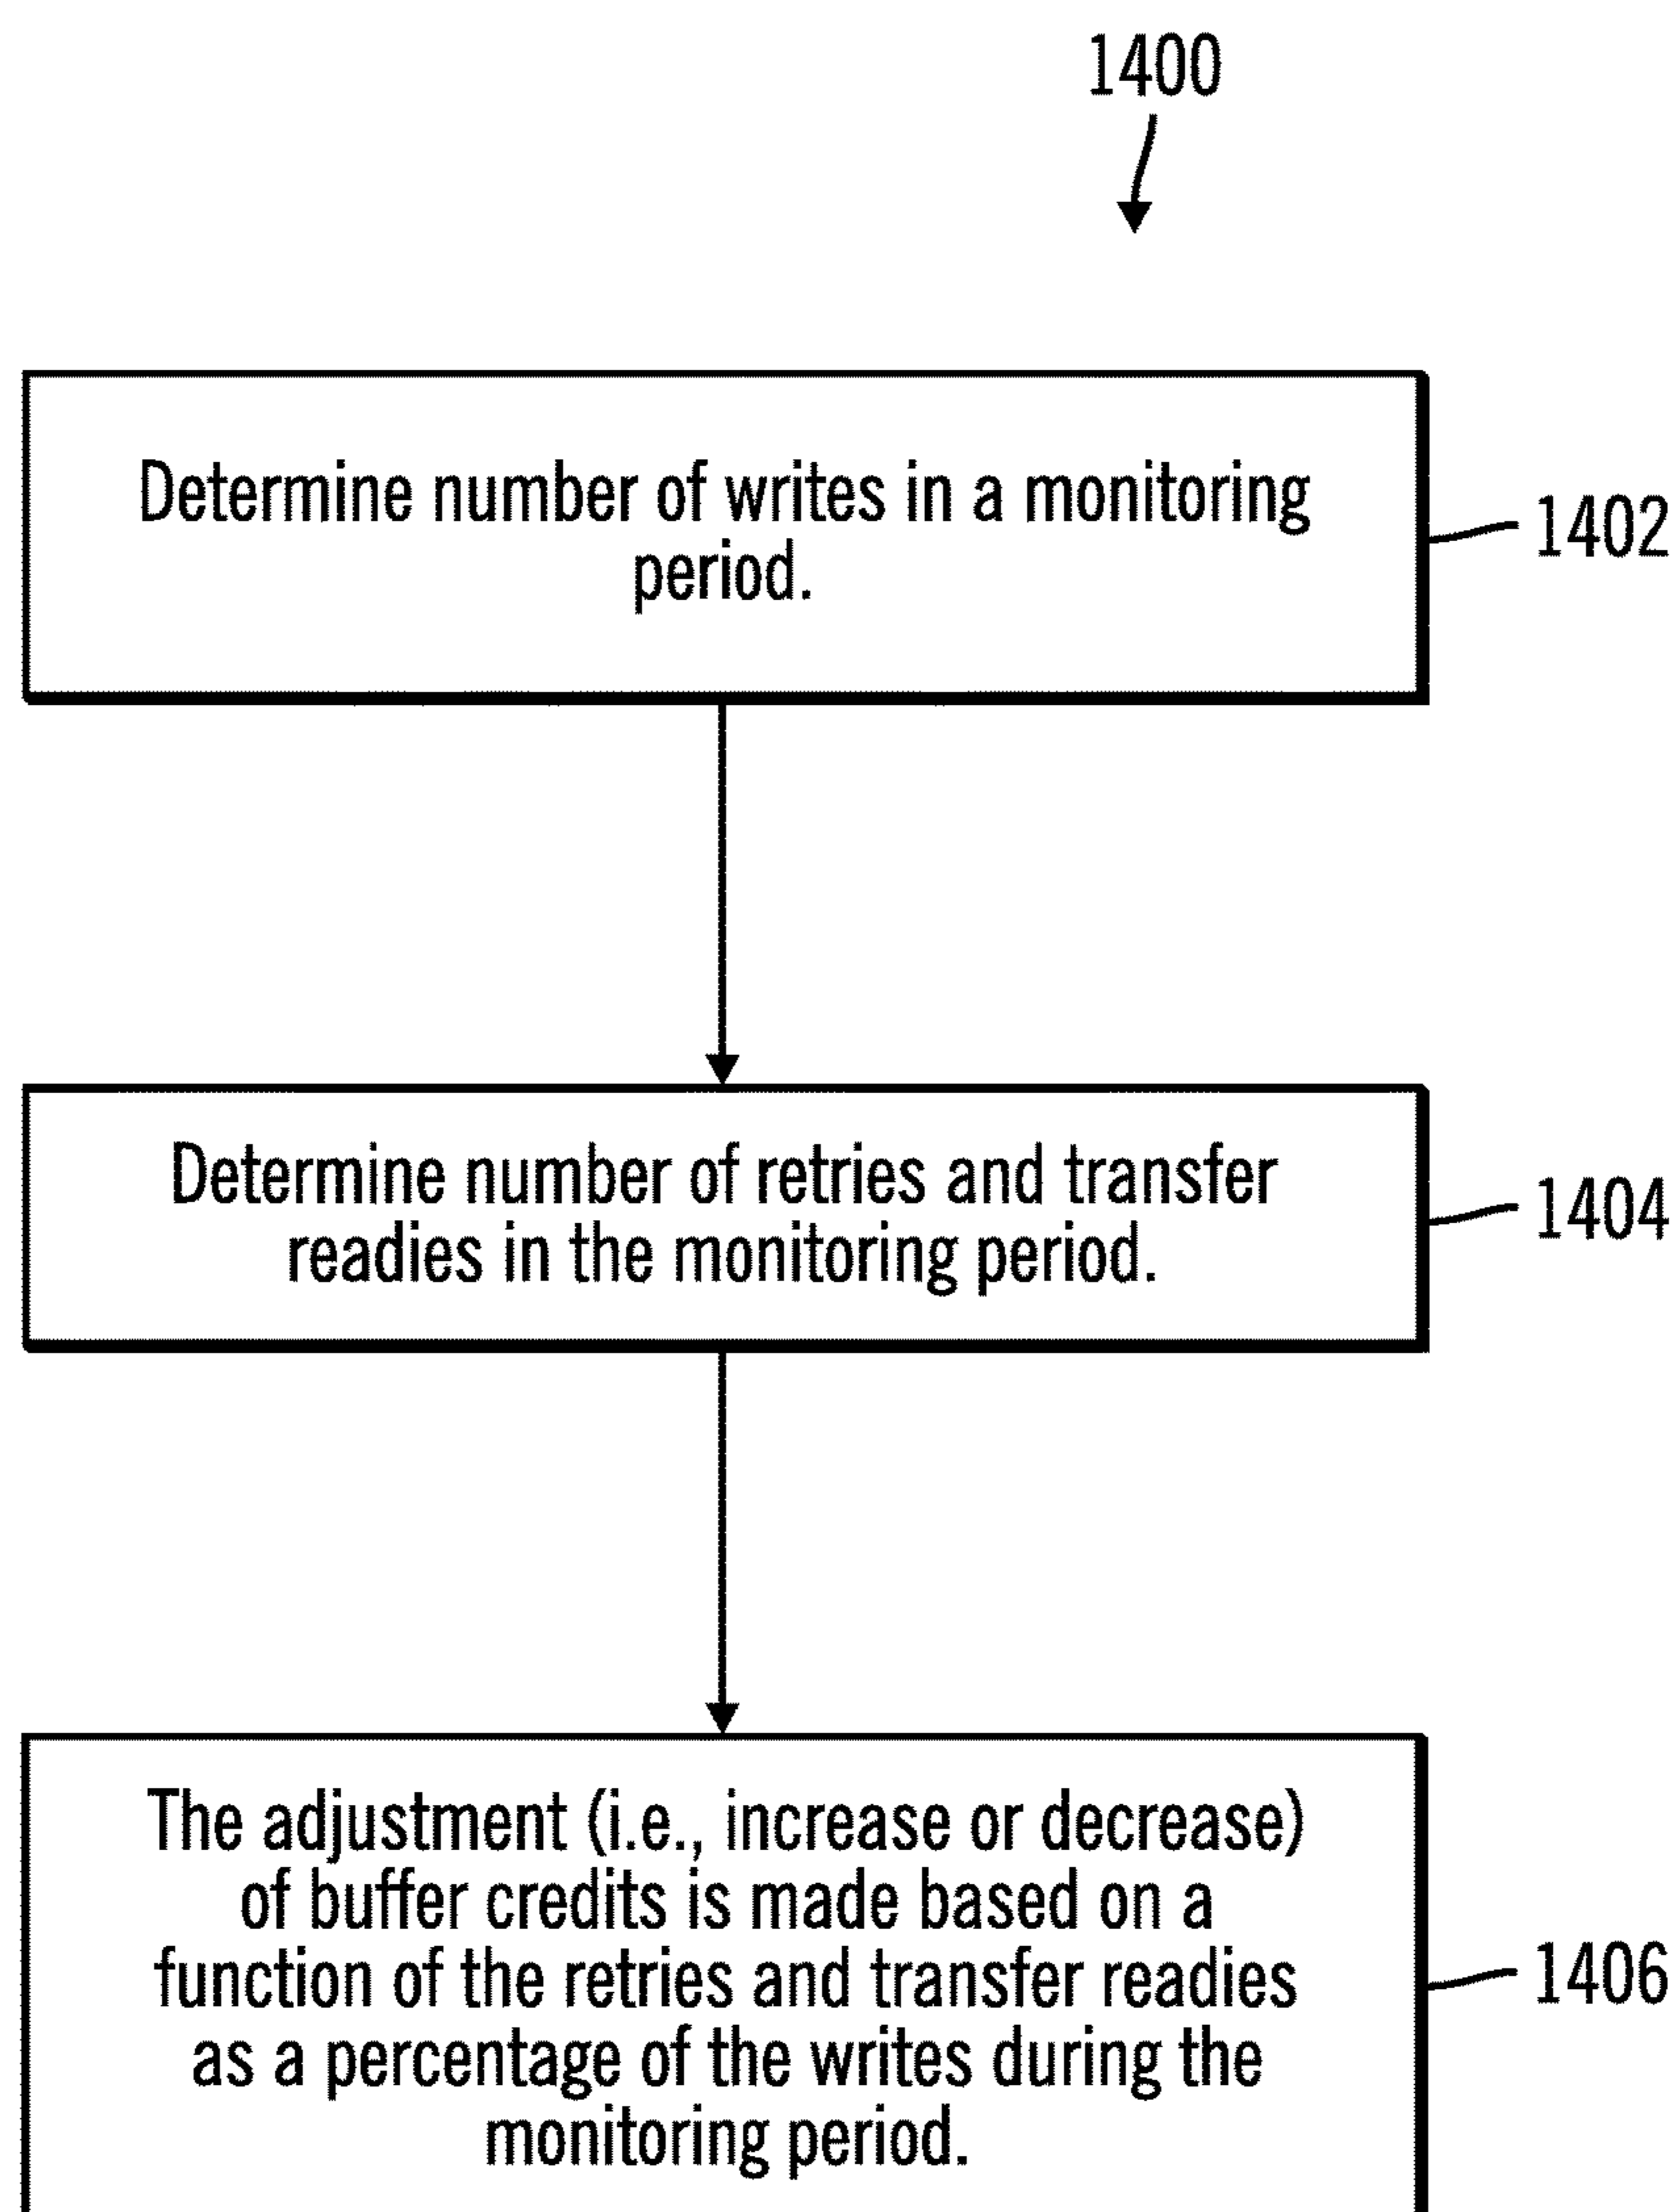 1400
Determine number of writes in a monitoring
period.
1402
Determine number of retries and transfer
readies in the monitoring period.
1404
The adjustment (i.e., increase or decrease)
of buffer credits is made based on a
function of the retries and transfer readies
as a percentage of the writes during the
monitoring period.
1406